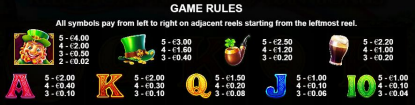 GAME RULES
All symbols pay from left to right on adjacent reels starting from the leftmost reel.
5 - €4.00
4 - €2.00
3 - €0.50
2 - €0.02
5 - €3.00
4 - €1.60
3 - €0.40
5 - €2.50
4 - €1.20
3 - €0.20
5 - €2.20
4 - €1.00
3 - €0.20
A
5 - €2.00
4 - €0.40
3 - €0.10
K
5 - €2.00
4 - €0.30
3 - €0.10
Q
5 - €1.50
4 - €0.20
3 - €0.08
J
5 - €1.00
4 - €0.10
3 - €0.06
10
5 - €1.00
4 - €0.10
3 - €0.04